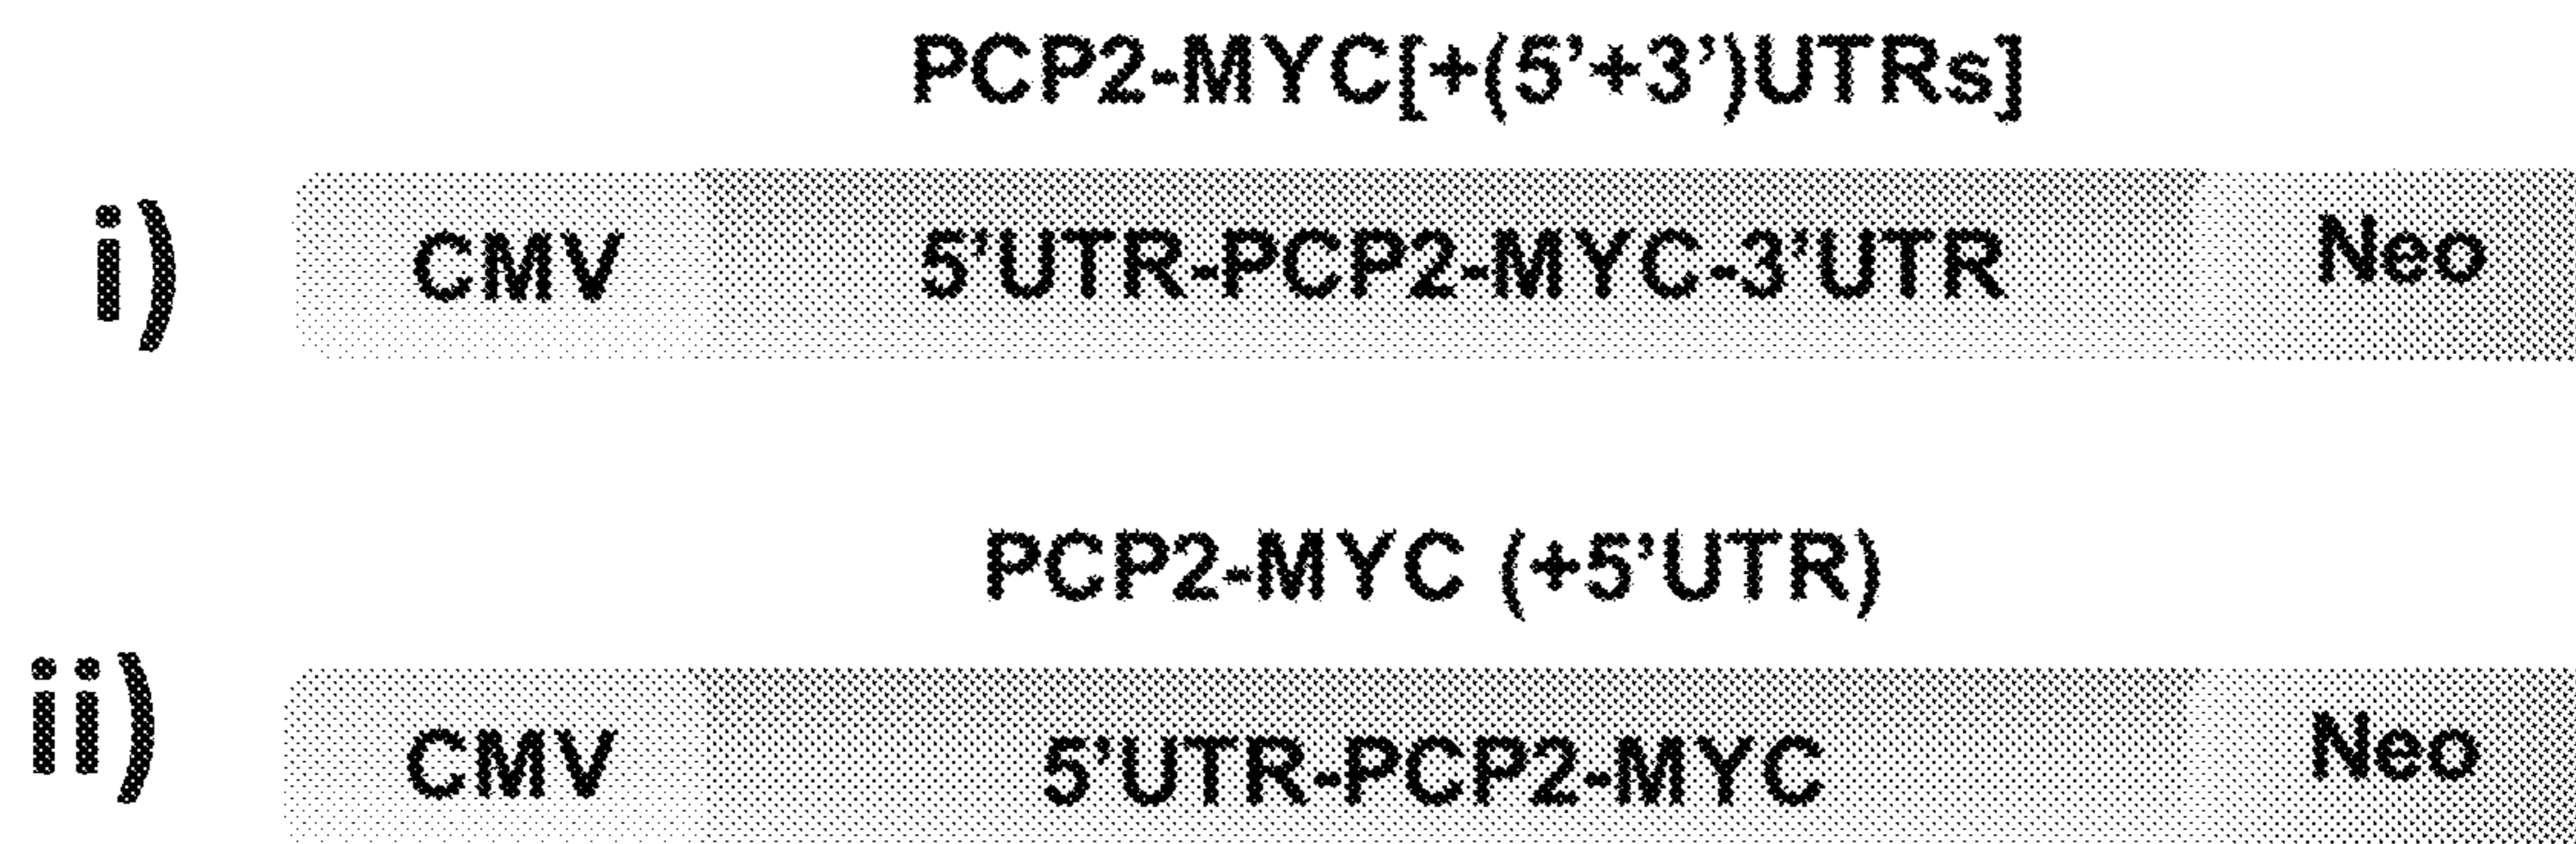 PCP2-MYC[+(5’+3’)UTRs]
i) CMV 5’UTR-PCP2-MYC-3’UTR Neo
PCP2-MYC (+5’UTR)
ii) CMV 5’UTR-PCP2-MYC Neo